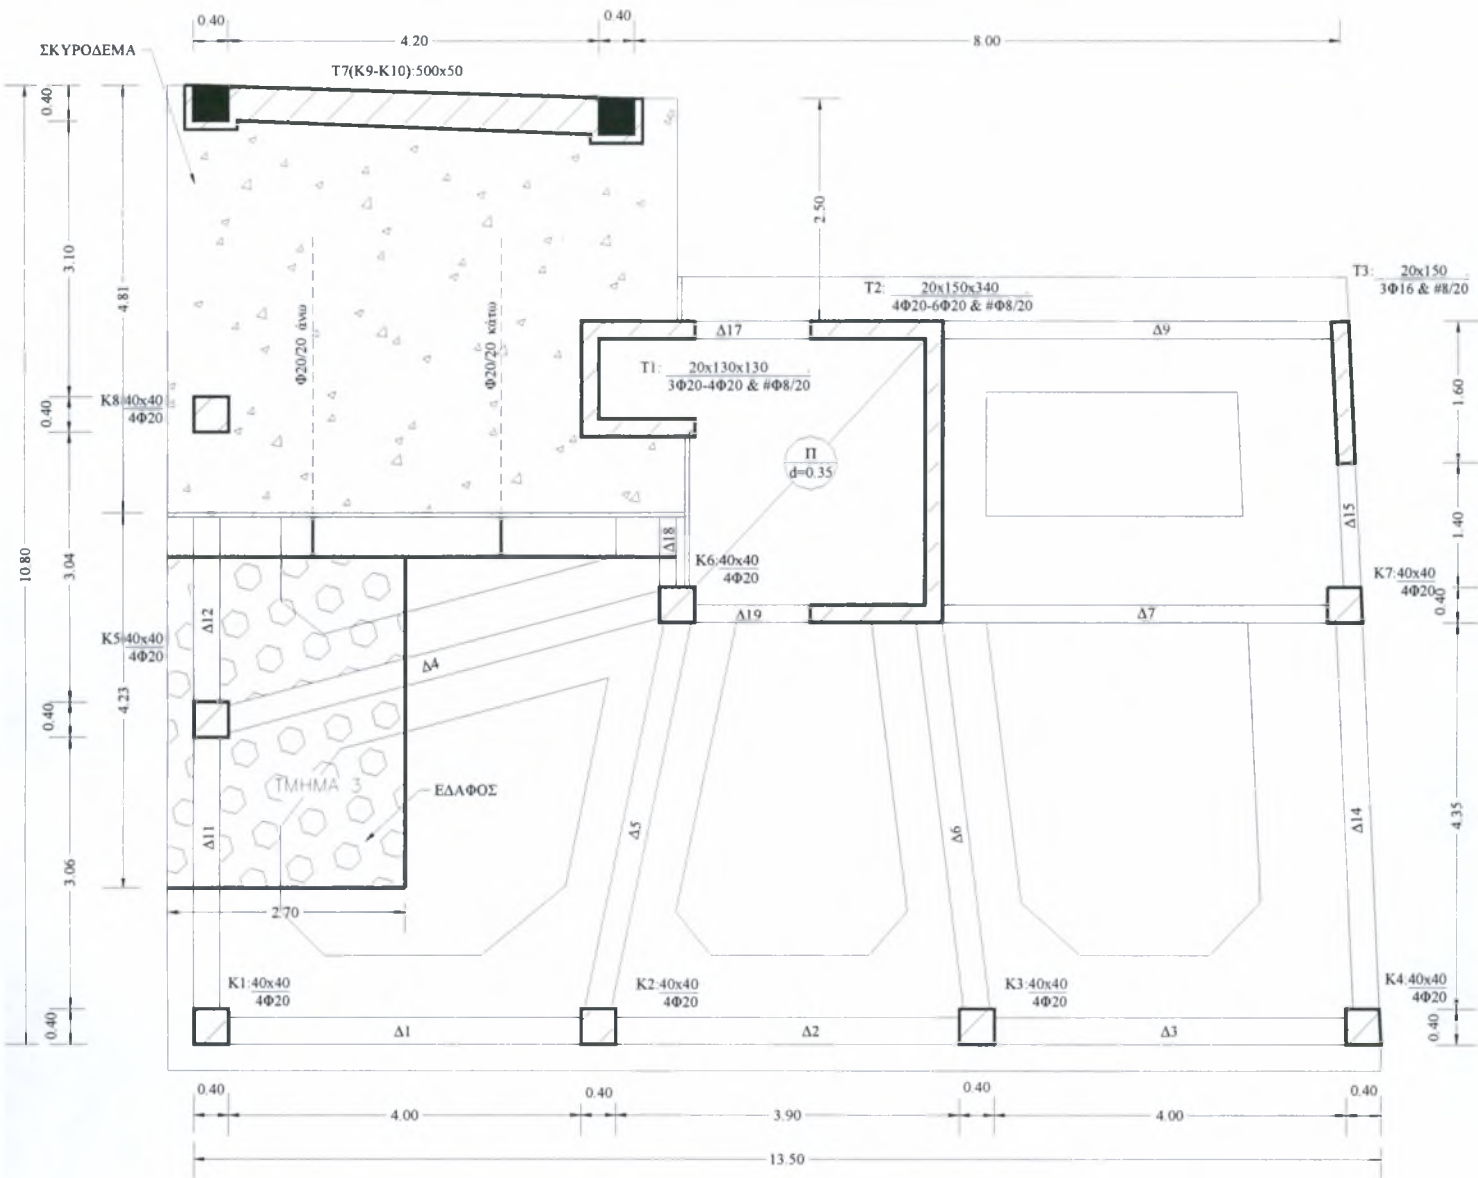 0.40
0.40
4.20
8.00
ΣΚΥΡΟΔΕΜΑ
T7(K9-K10):500x50
0.40
3.10
4.81
2.50
T2: 20x150x340
4Φ20-6Φ20 & #Φ8/20
T3: 20x150
3Φ16 & #8/20
Δ17
Δ9
T1: 20x130x130
3Φ20-4Φ20 & #Φ8/20
Φ20/20 άνω
Φ20/20 κάτω
1.60
K8:40x40
4Φ20
0.40
Π
d=0.35
1.40
Δ15
10.80
3.04
Δ18
K6:40x40
4Φ20
K7:40x40
4Φ20
0.40
Δ12
Δ19
Δ7
K5:40x40
4Φ20
Δ4
4.23
0.40
ΤΜΗΜΑ 3
ΕΔΑΦΟΣ
Δ11
Δ5
Δ6
Δ14
4.35
3.06
2.70
K1:40x40
4Φ20
K2:40x40
4Φ20
K3:40x40
4Φ20
K4:40x40
4Φ20
0.40
Δ1
Δ2
Δ3
0.40
0.40
0.40
0.40
0.40
4.00
3.90
4.00
13.50